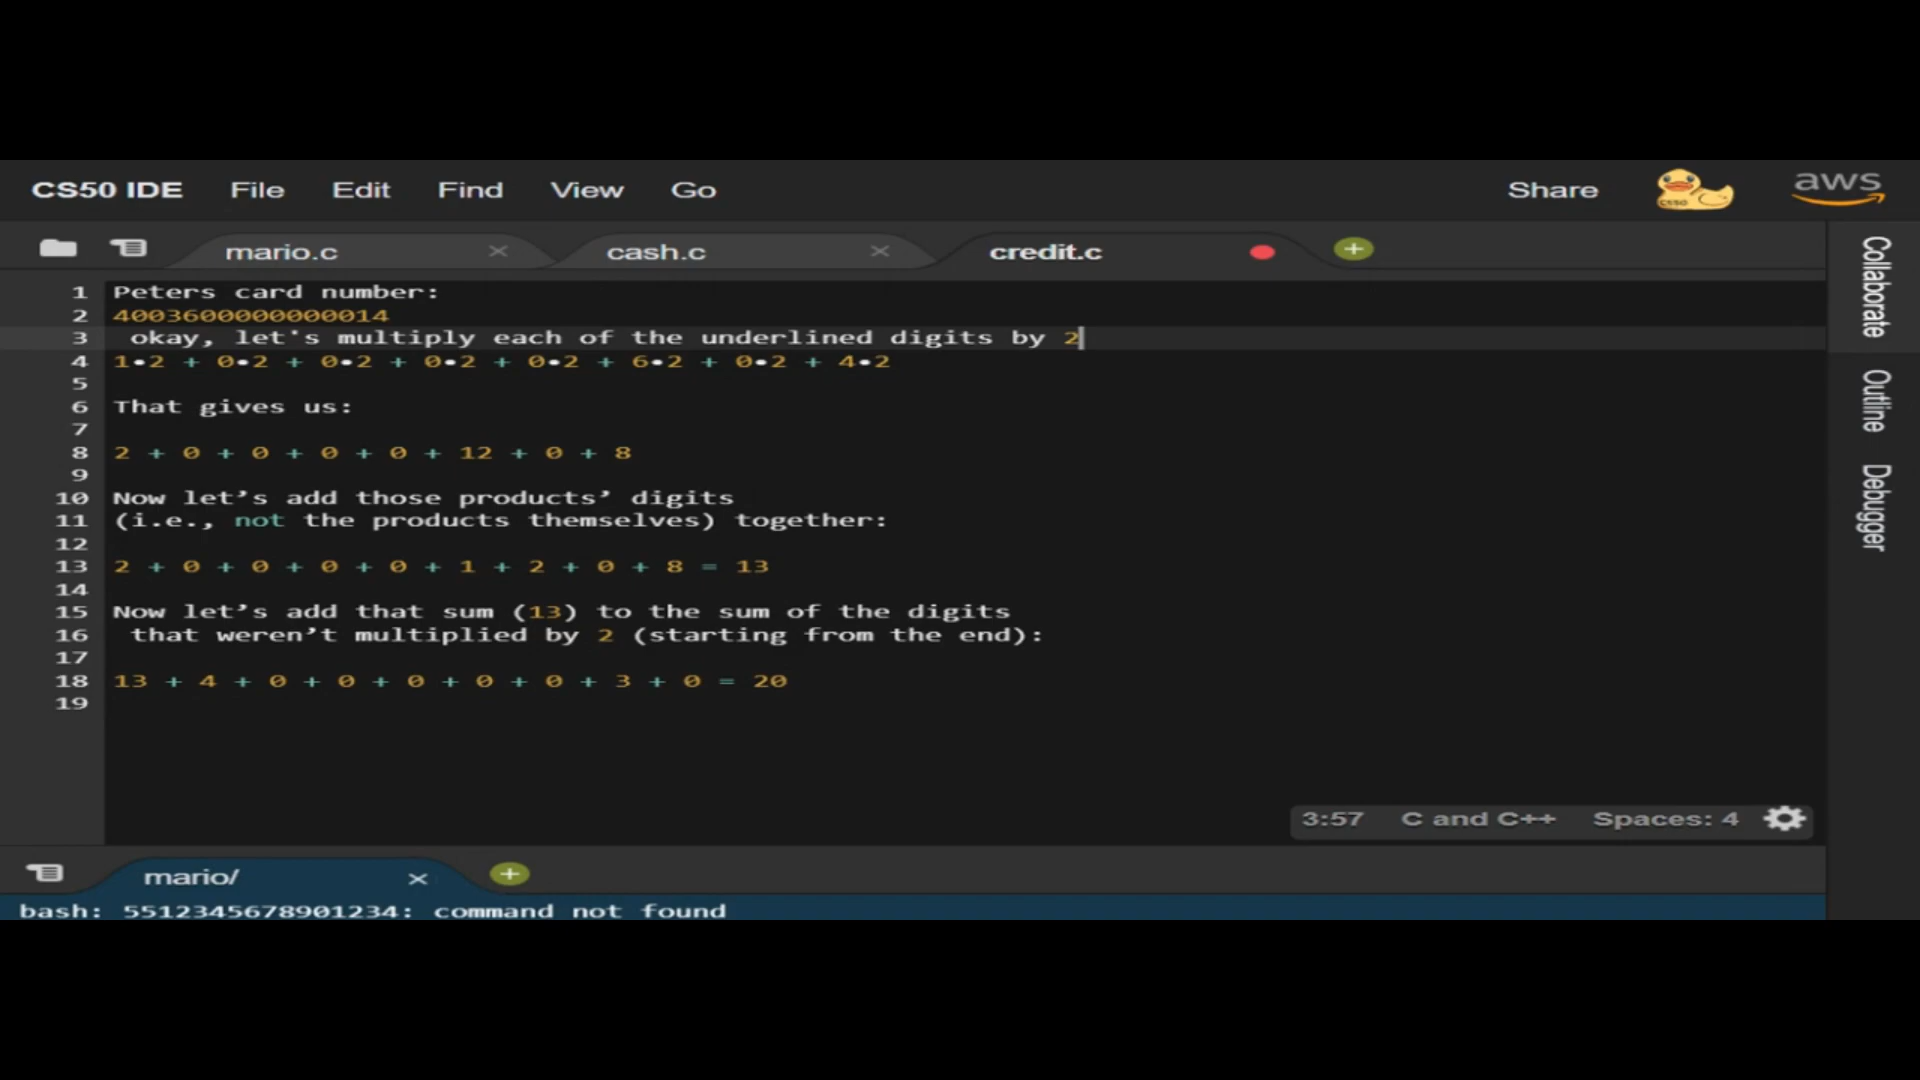 CS50 IDE File Edit Find View Go Share CS50 aws
mario.c × cash.c × credit.c +
Collaborate
Outline
Debugger
1 Peters card number:
2 4003600000000014
3 okay, let's multiply each of the underlined digits by 2
4 1•2 + 0•2 + 0•2 + 0•2 + 0•2 + 6•2 + 0•2 + 4•2
5
6 That gives us:
7
8 2 + 0 + 0 + 0 + 0 + 12 + 0 + 8
9
10 Now let’s add those products’ digits
11 (i.e., not the products themselves) together:
12
13 2 + 0 + 0 + 0 + 0 + 1 + 2 + 0 + 8 = 13
14
15 Now let’s add that sum (13) to the sum of the digits
16 that weren’t multiplied by 2 (starting from the end):
17
18 13 + 4 + 0 + 0 + 0 + 0 + 0 + 3 + 0 = 20
19
3:57 C and C++ Spaces: 4
mario/ × +
bash: 5512345678901234: command not found